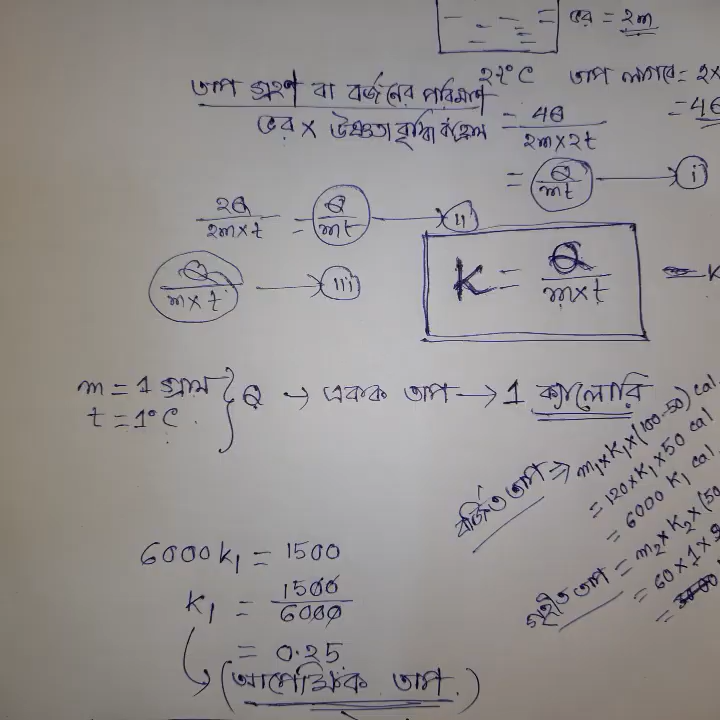 ভর = 2m
2t°C তাপ লাগবে = 2x
তাপ গ্রহণ বা বর্জনের পরিমাণ = 4Q
ভর × উষ্ণতা বৃদ্ধি বা হ্রাস = 4Q / 2m×2t
= Q / mt → i
2Q / 2m×t = Q / mt → ii
Q / m×t → iii
K = Q / m×t
m = 1 গ্রাম
t = 1°C
} Q → একক তাপ → 1 ক্যালোরি
বর্জিত তাপ ⇒ m₁×K₁×(100-50) cal
= 120×K₁×50 cal
= 6000 K₁ cal.
গৃহীত তাপ = m₂×K₂×(50
= 60×1×
6000 K₁ = 1500
K₁ = 1500 / 6000
= 0.25
(আপেক্ষিক তাপ.)